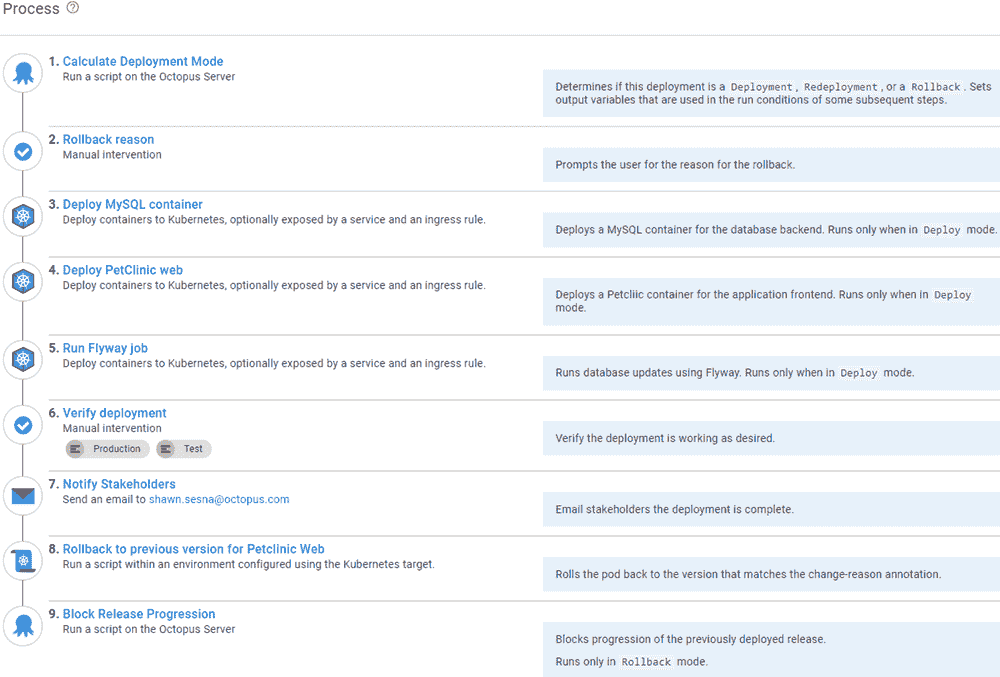 Process ?
1. Calculate Deployment Mode
Run a script on the Octopus Server
Determines if this deployment is a Deployment, Redeployment, or a Rollback. Sets
output variables that are used in the run conditions of some subsequent steps.
2. Rollback reason
Manual intervention
Prompts the user for the reason for the rollback.
3. Deploy MySQL container
Deploy containers to Kubernetes, optionally exposed by a service and an ingress rule.
Deploys a MySQL container for the database backend. Runs only when in Deploy mode.
4. Deploy PetClinic web
Deploy containers to Kubernetes, optionally exposed by a service and an ingress rule.
Deploys a Petcliic container for the application frontend. Runs only when in Deploy
mode.
5. Run Flyway job
Deploy containers to Kubernetes, optionally exposed by a service and an ingress rule.
Runs database updates using Flyway. Runs only when in Deploy mode.
6. Verify deployment
Manual intervention
Production Test
Verify the deployment is working as desired.
7. Notify Stakeholders
Send an email to shawn.sesna@octopus.com
Email stakeholders the deployment is complete.
8. Rollback to previous version for Petclinic Web
Run a script within an environment configured using the Kubernetes target.
Rolls the pod back to the version that matches the change-reason annotation.
9. Block Release Progression
Run a script on the Octopus Server
Blocks progression of the previously deployed release.
Runs only in Rollback mode.